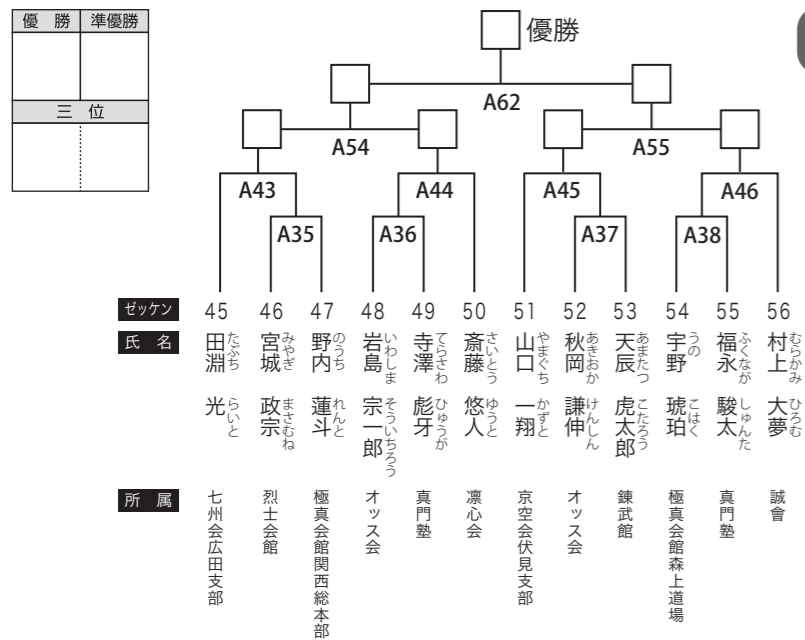 優　勝 準優勝
三　位
優勝
A62
A54 A55
A43 A44 A45 A46
A35 A36 A37 A38
ゼッケン 45 46 47 48 49 50 51 52 53 54 55 56
氏　名
田淵 光 たぶち らいと
宮城 政宗 みやぎ まさむね
野内 蓮斗 のうち れんと
岩島 宗一郎 いわしま そういちろう
寺澤 彪牙 てらさわ ひゅうが
斎藤 悠人 さいとう ゆうと
山口 一翔 やまぐち かずと
秋岡 謙伸 あきおか けんしん
天辰 虎太郎 あまたつ こたろう
宇野 琥珀 うの こはく
福永 駿太 ふくなが しゅんた
村上 大夢 むらかみ ひろむ
所　属
七州会広田支部
烈士会館
極真会館関西総本部
オッス会
真門塾
凛心会
京空会伏見支部
オッス会
錬武館
極真会館森上道場
真門塾
誠會